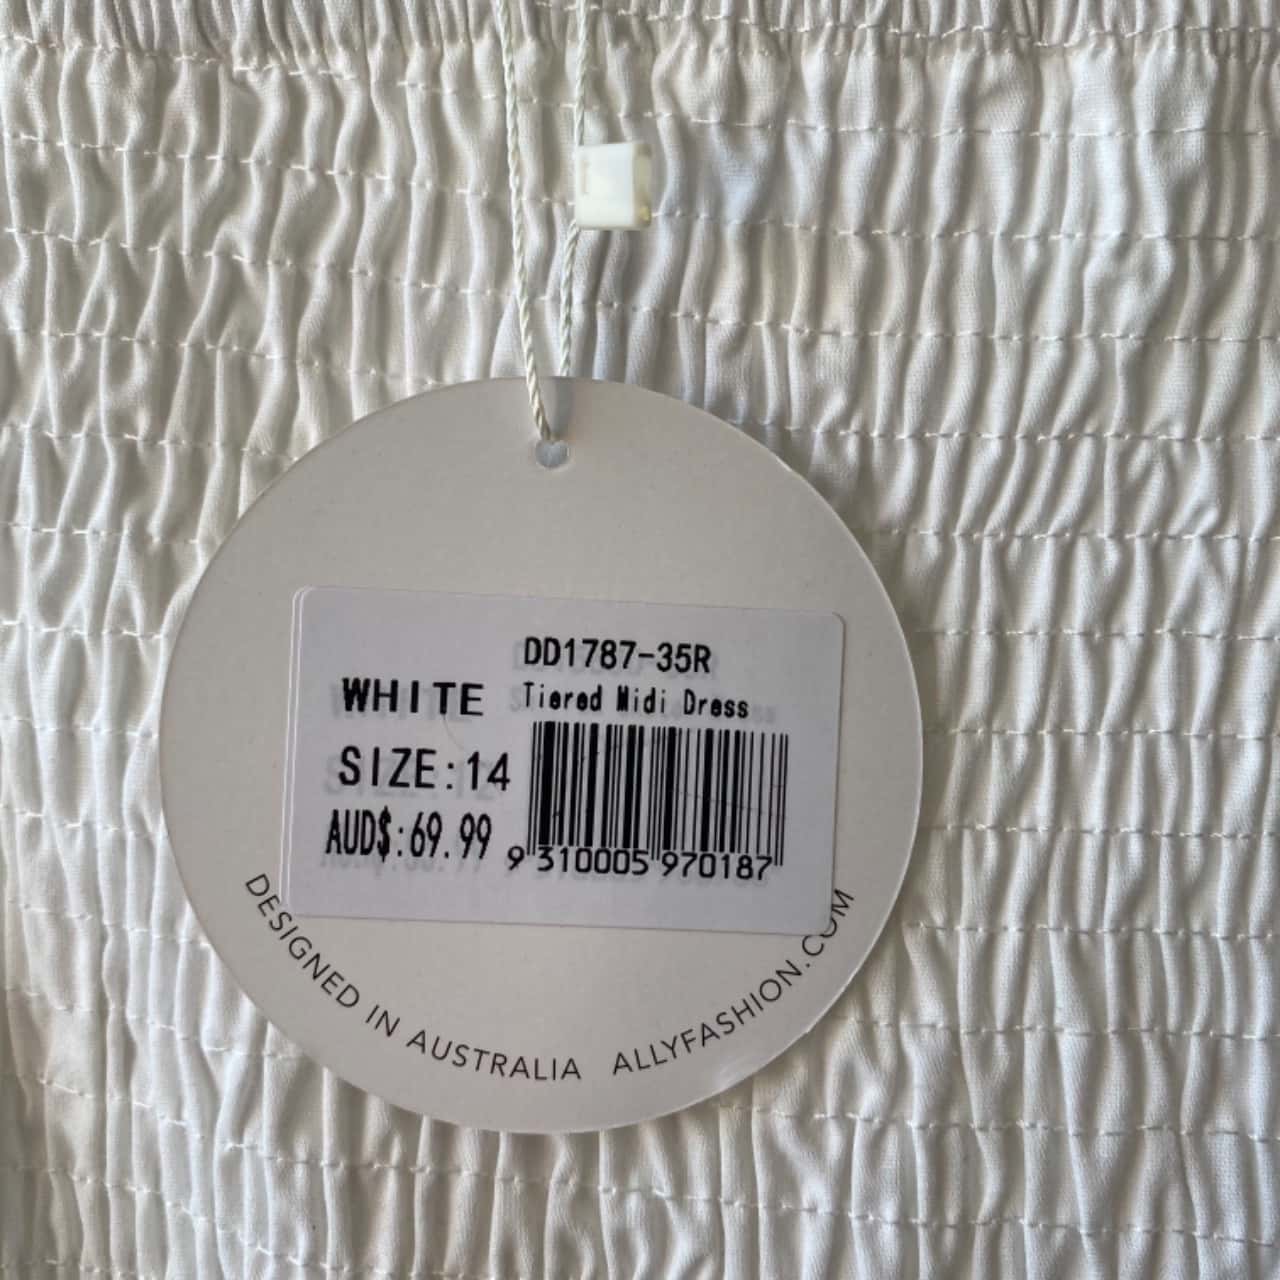 DD1787-35R
WHITE Tiered Midi Dress
SIZE:14
AUD$:69.99
9 310005 970187
DESIGNED IN AUSTRALIA ALLYFASHION.COM